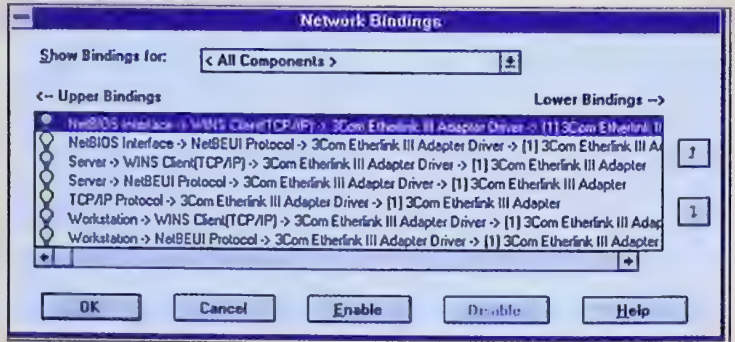 Network Bindings
Show Bindings for:
< All Components >
<-- Upper Bindings
Lower Bindings -->
NetBIOS Interface -> WINS Client(TCP/IP) -> 3Com Etherlink III Adapter Driver -> [1] 3Com Etherlink II
NetBIOS Interface -> NetBEUI Protocol -> 3Com Etherlink III Adapter Driver -> [1] 3Com Etherlink III A
Server -> WINS Client(TCP/IP) -> 3Com Etherlink III Adapter Driver -> [1] 3Com Etherlink III Adapter
Server -> NetBEUI Protocol -> 3Com Etherlink III Adapter Driver -> [1] 3Com Etherlink III Adapter
TCP/IP Protocol -> 3Com Etherlink III Adapter Driver -> [1] 3Com Etherlink III Adapter
Workstation -> WINS Client(TCP/IP) -> 3Com Etherlink III Adapter Driver -> [1] 3Com Etherlink III Adap
Workstation -> NetBEUI Protocol -> 3Com Etherlink III Adapter Driver -> [1] 3Com Etherlink III Adapter
OK
Cancel
Enable
Disable
Help